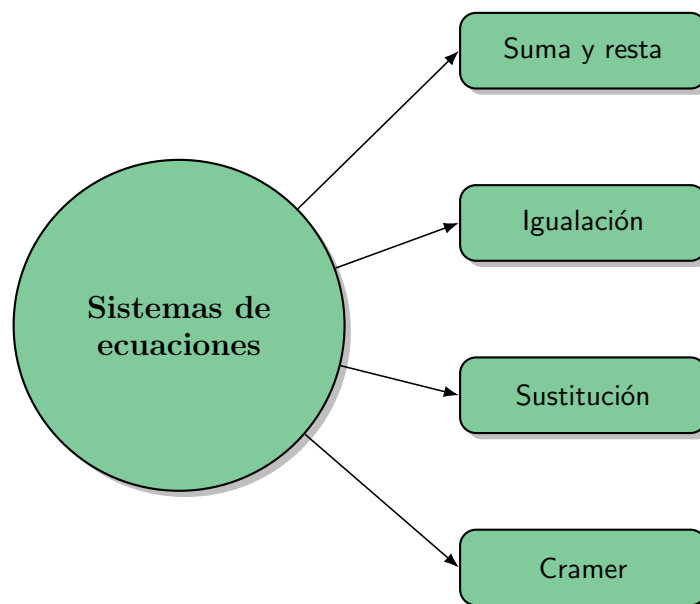 Sistemas de
ecuaciones
Suma y resta
Igualación
Sustitución
Cramer